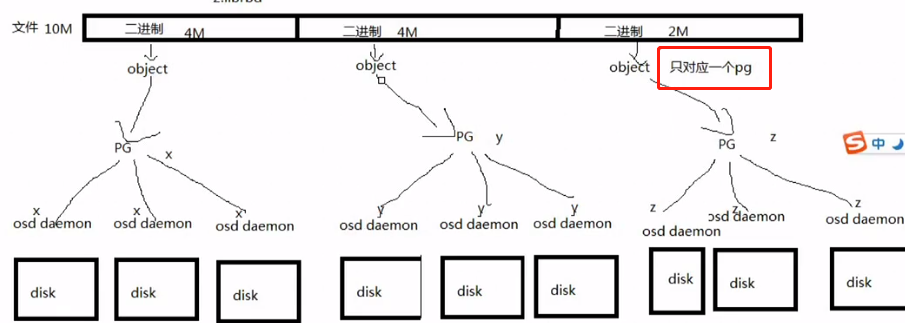 2.librbd
文件 10M 二进制 4M 二进制 4M 二进制 2M
object object object 只对应一个pg
PG x PG y PG z
x x x y y y z z z
osd daemon osd daemon osd daemon osd daemon osd daemon osd daemon osd daemon osd daemon osd daemon
disk disk disk disk disk disk disk disk disk
S 中